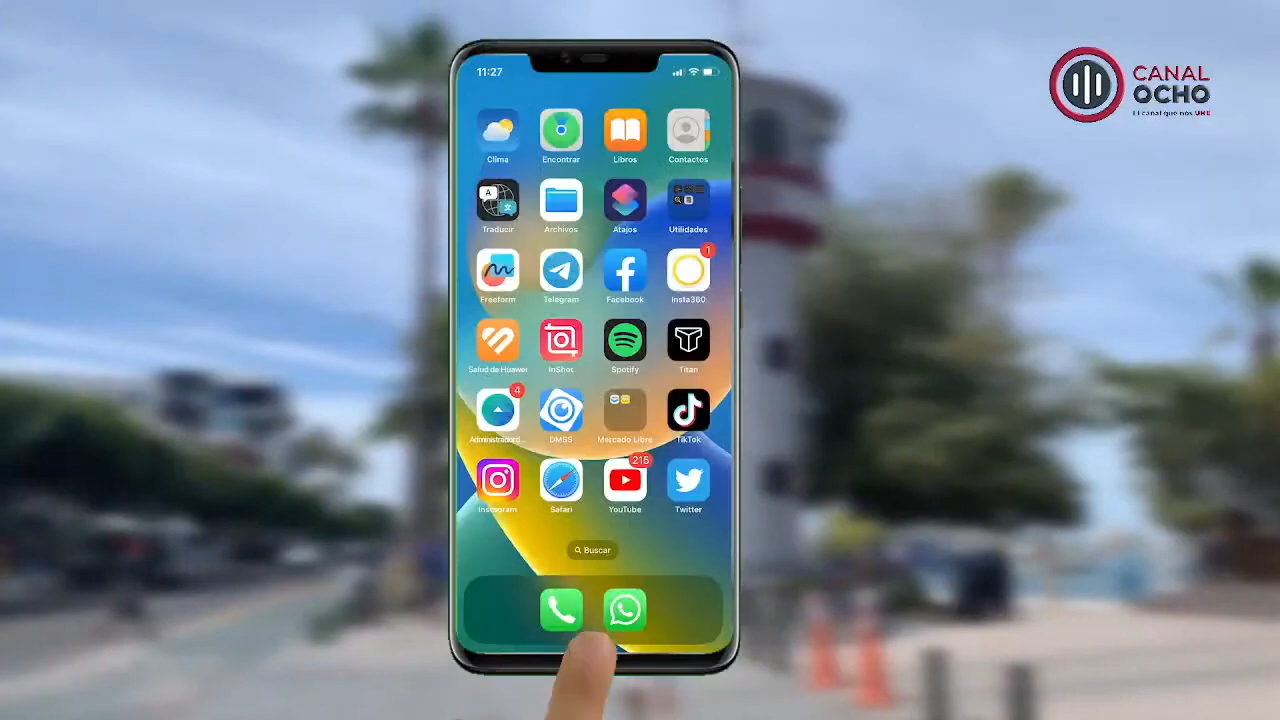 11:27
CANAL
OCHO
El canal que nos UNE
Clima
Encontrar
Libros
Contactos
Traducir
Archivos
Atajos
Utilidades
1
Freeform
Telegram
Facebook
Insta360
Salud de Huawei
InShot
Spotify
Titan
4
Administrador d...
DMSS
Mercado Libre
TikTok
215
Instagram
Safari
YouTube
Twitter
Buscar